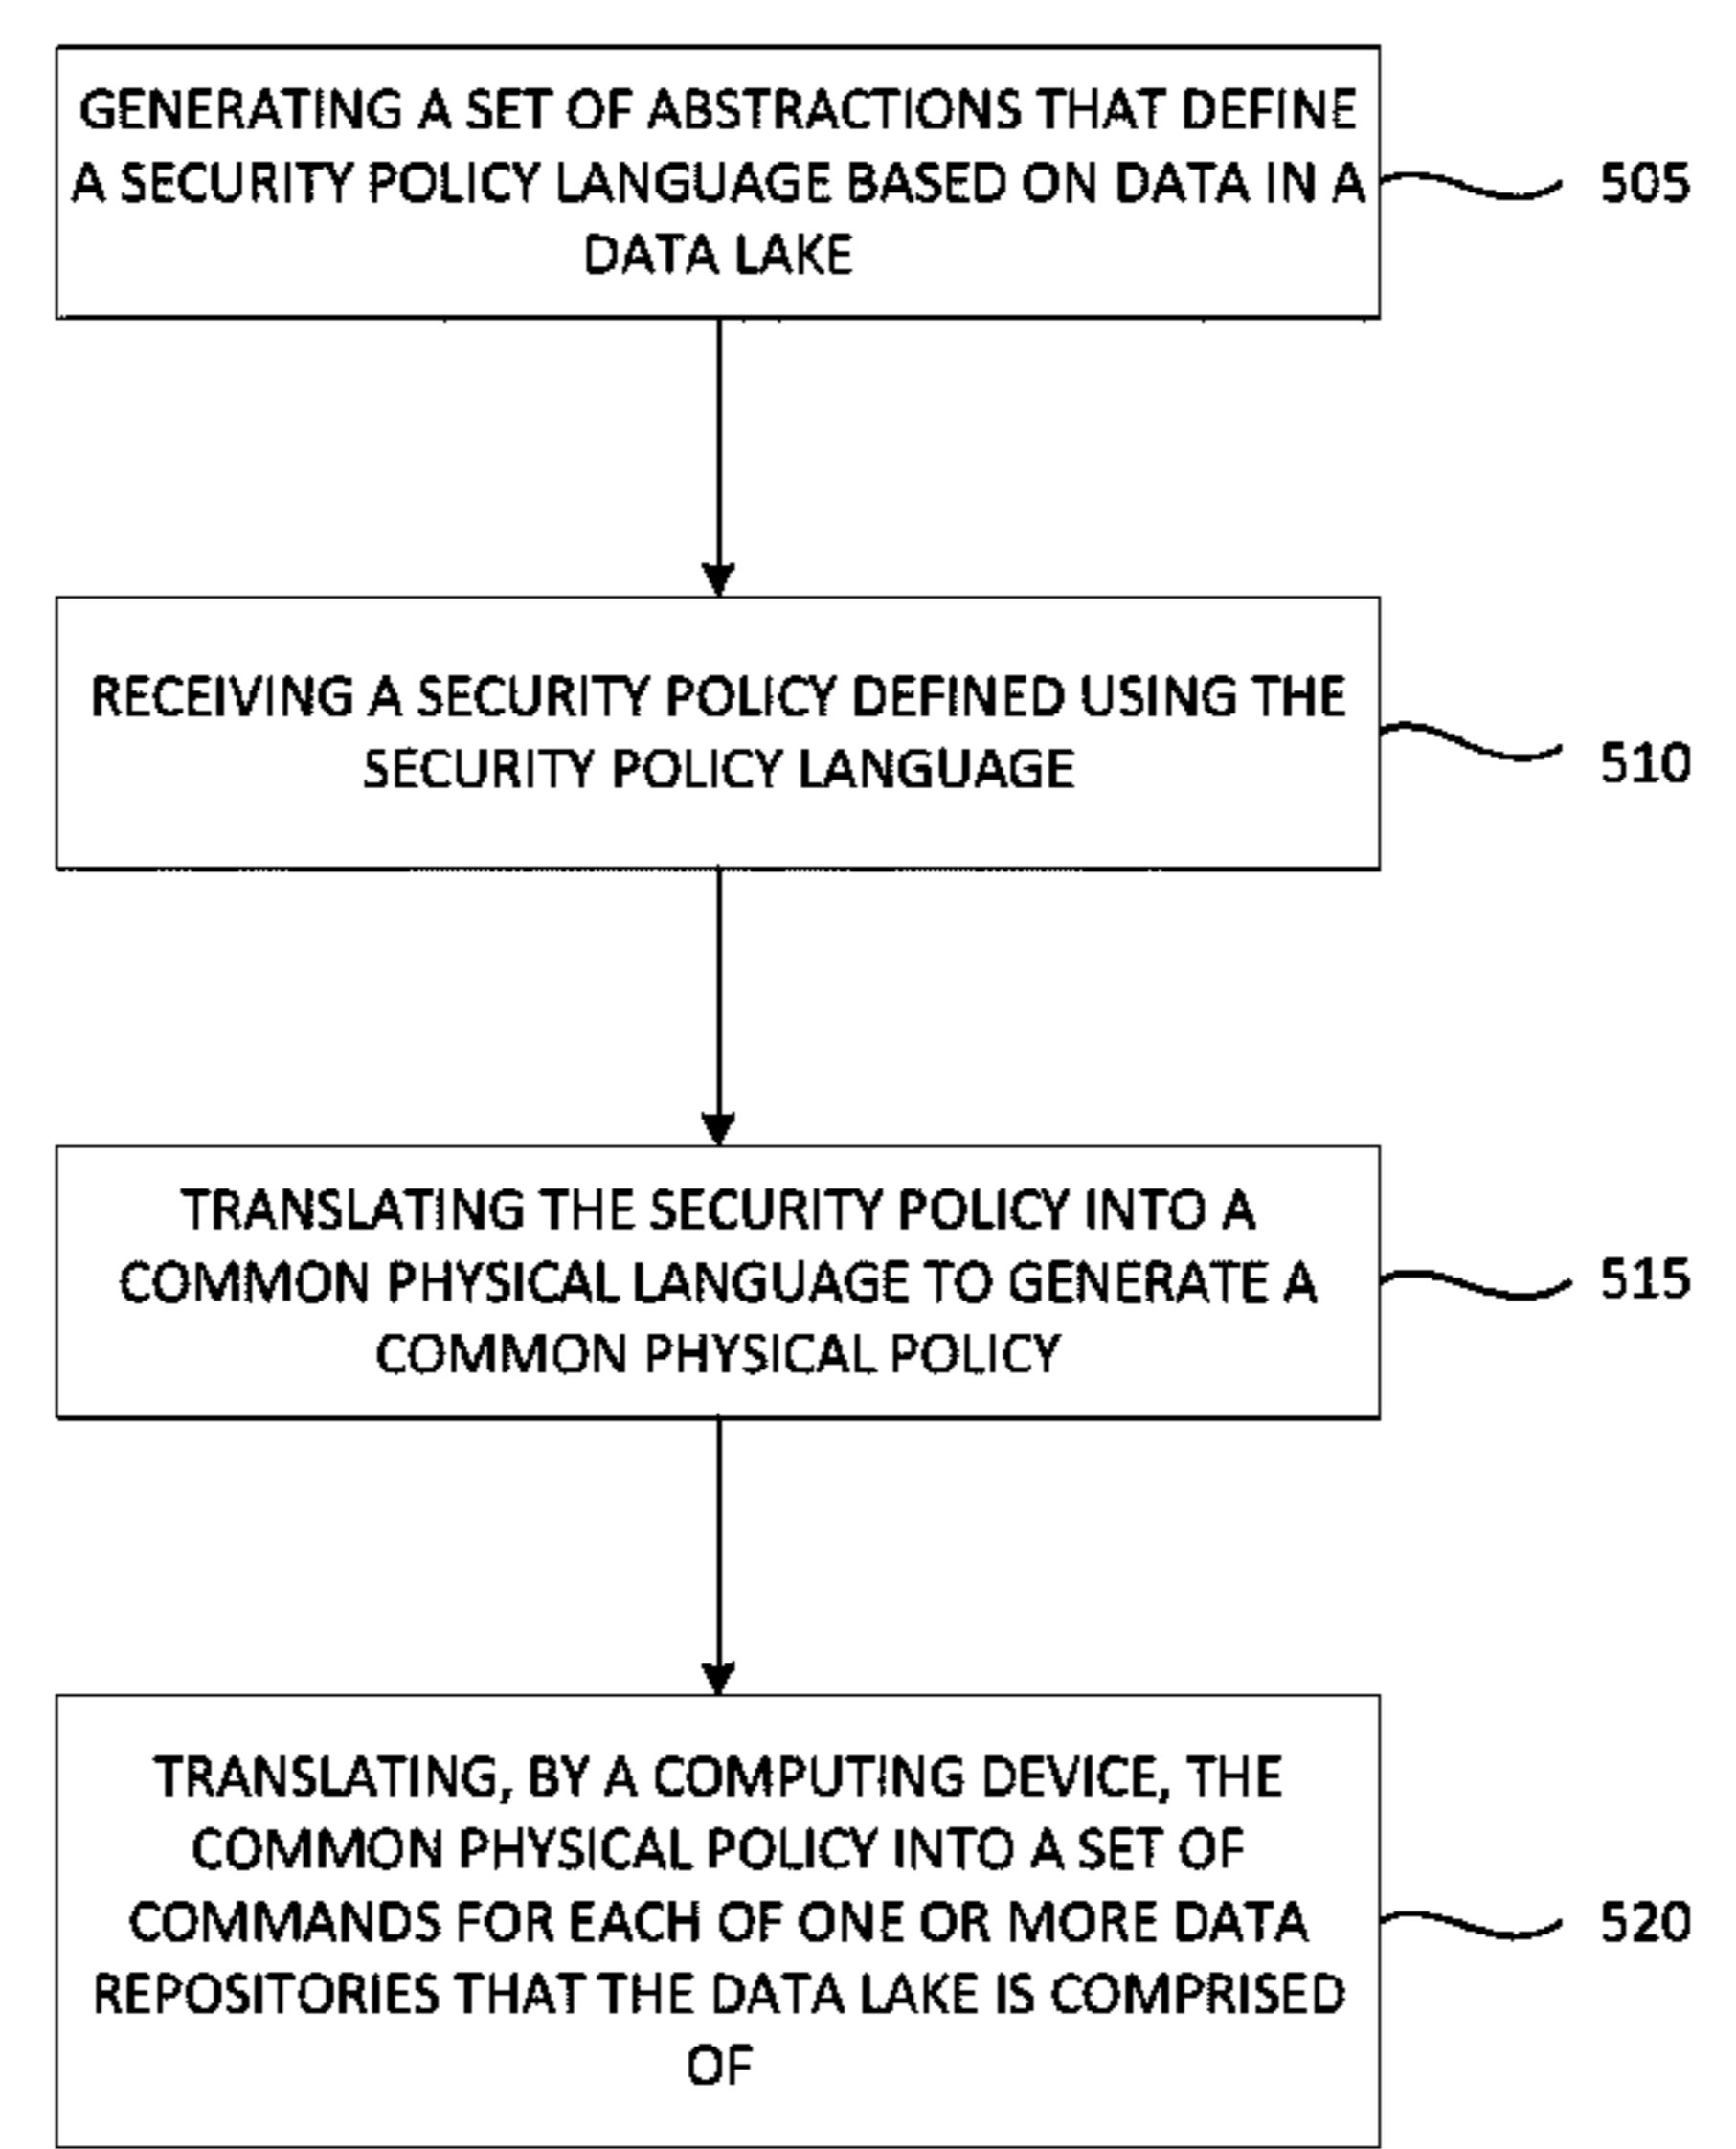 GENERATING A SET OF ABSTRACTIONS THAT DEFINE
A SECURITY POLICY LANGUAGE BASED ON DATA IN A
DATA LAKE
505
RECEIVING A SECURITY POLICY DEFINED USING THE
SECURITY POLICY LANGUAGE
510
TRANSLATING THE SECURITY POLICY INTO A
COMMON PHYSICAL LANGUAGE TO GENERATE A
COMMON PHYSICAL POLICY
515
TRANSLATING, BY A COMPUTING DEVICE, THE
COMMON PHYSICAL POLICY INTO A SET OF
COMMANDS FOR EACH OF ONE OR MORE DATA
REPOSITORIES THAT THE DATA LAKE IS COMPRISED
OF
520